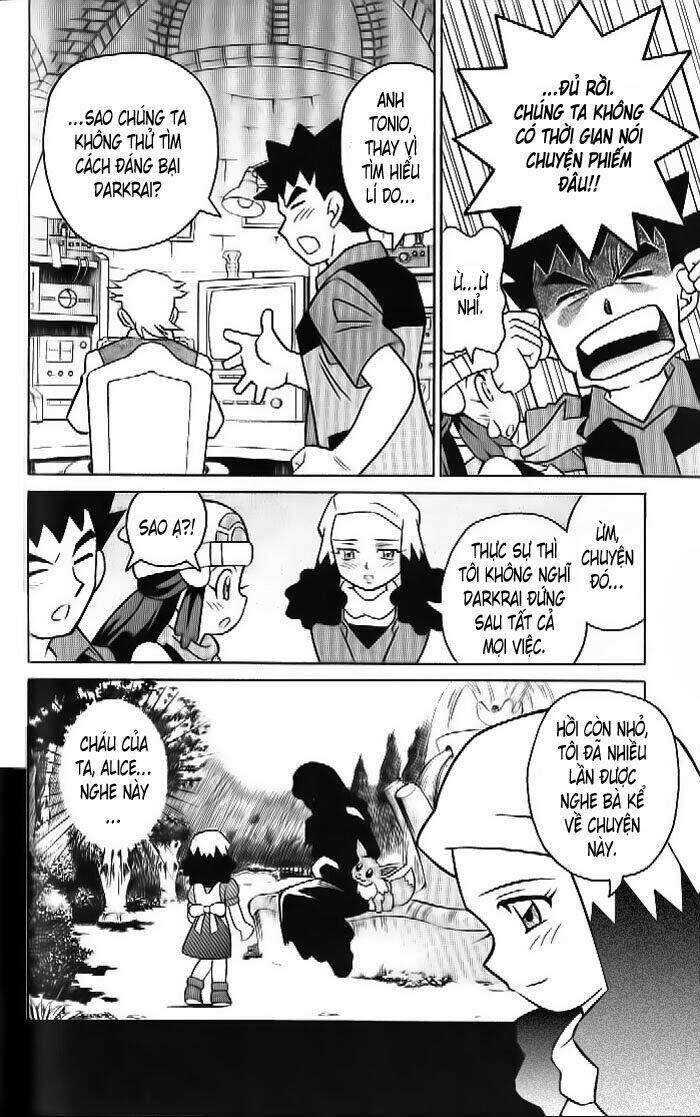 ...ĐỦ RỒI.
CHÚNG TA KHÔNG
CÓ THỜI GIAN NÓI
CHUYỆN PHIẾM
ĐÂU!!
Ừ...Ừ
NHỈ.
ANH
TONIO,
THAY VÌ
TÌM HIỂU
LÍ DO...
...SAO CHÚNG TA
KHÔNG THỬ TÌM
CÁCH ĐÁNG BẠI
DARKRAI?
ỪM,
CHUYỆN
ĐÓ...
THỰC SỰ THÌ
TÔI KHÔNG NGHĨ
DARKRAI ĐỨNG
SAU TẤT CẢ
MỌI VIỆC.
SAO Ạ?!
HỒI CÒN NHỎ,
TÔI ĐÃ NHIỀU
LẦN ĐƯỢC
NGHE BÀ KỂ
VỀ CHUYỆN
NÀY.
CHÁU CỦA
TA, ALICE...
NGHE NÀY
...